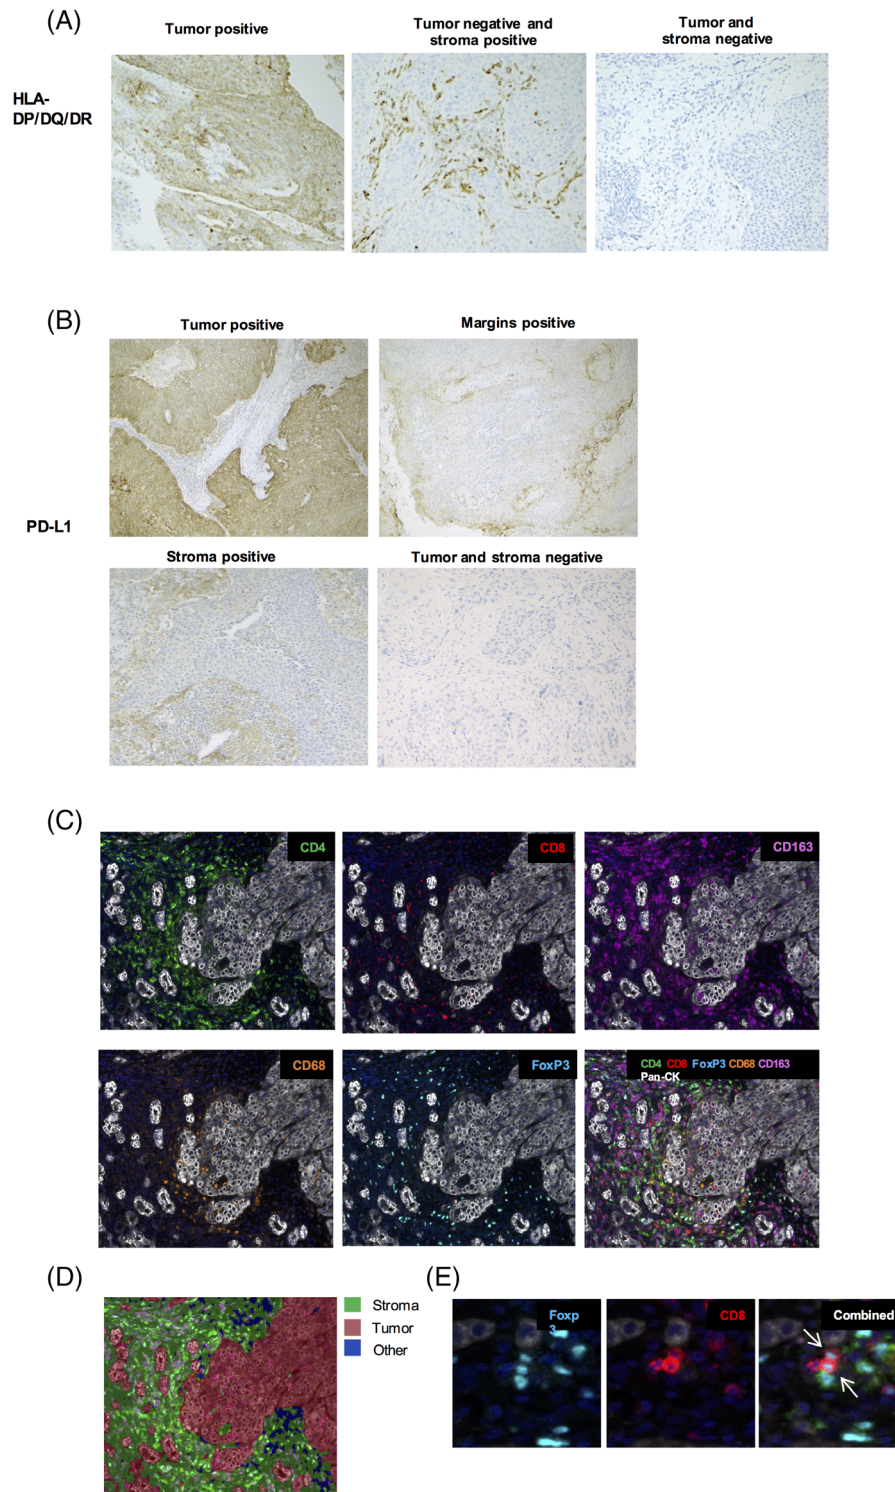 (A)
Tumor positive
Tumor negative and
stroma positive
Tumor and
stroma negative
HLA-
DP/DQ/DR
(B)
Tumor positive
Margins positive
PD-L1
Stroma positive
Tumor and stroma negative
(C)
CD4
CD8
CD163
CD68
FoxP3
CD4 CD8 FoxP3 CD68 CD163
Pan-CK
(D)
Stroma
Tumor
Other
(E)
Foxp
3
CD8
Combined